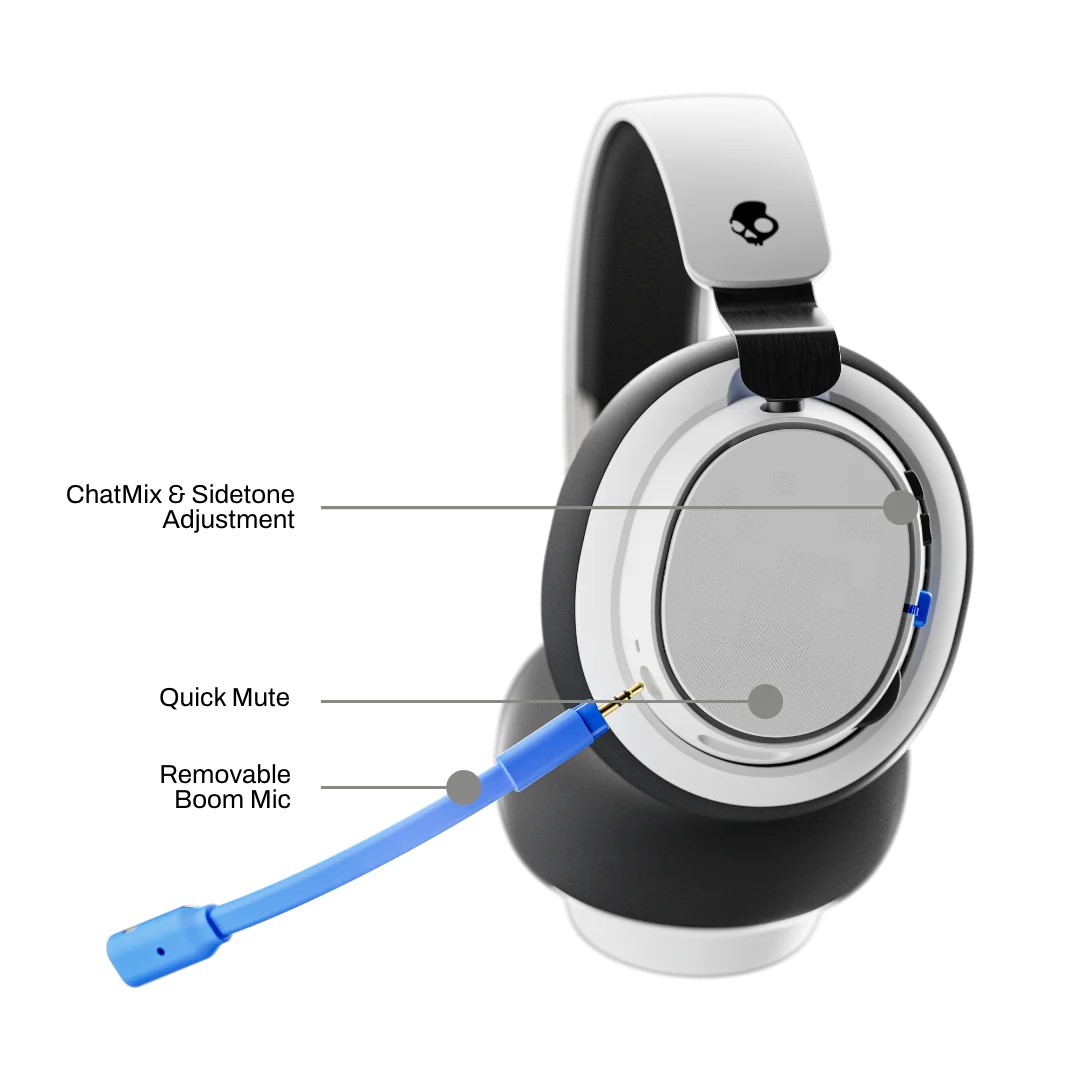 ChatMix & Sidetone
Adjustment
Quick Mute
Removable
Boom Mic